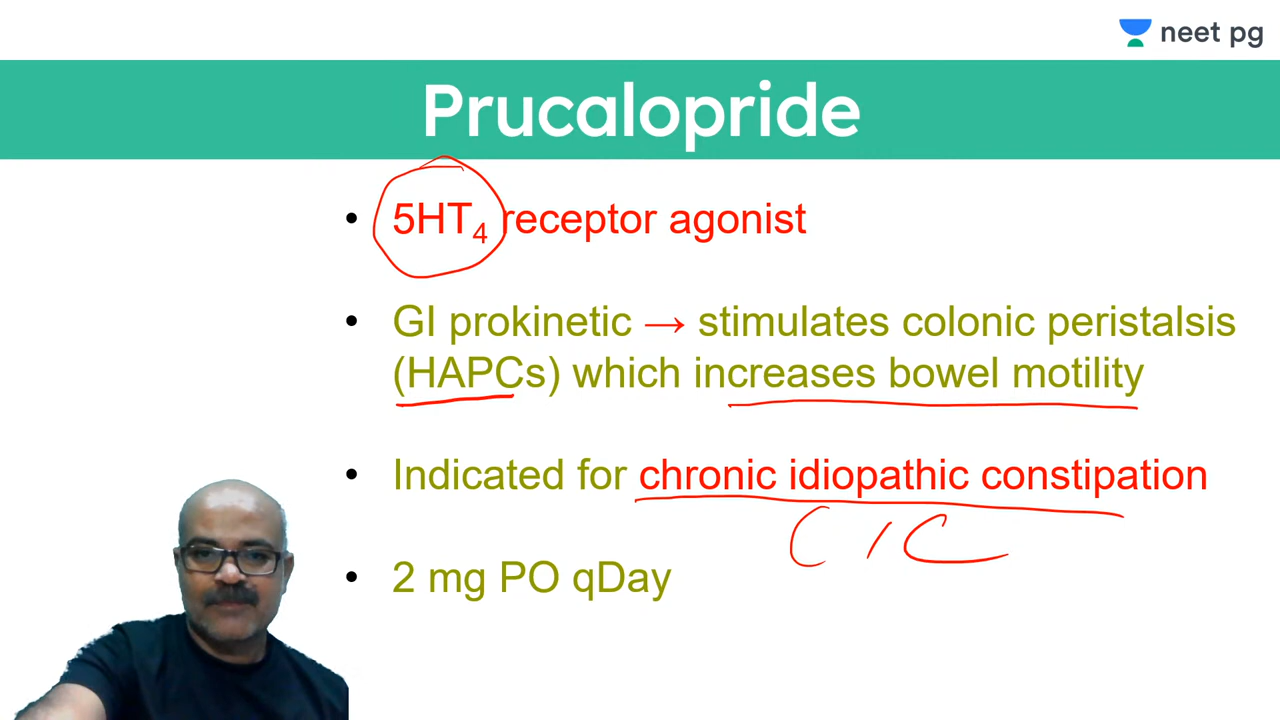 neet pg
Prucalopride
• 5HT₄ receptor agonist
• GI prokinetic → stimulates colonic peristalsis
(HAPCs) which increases bowel motility
• Indicated for chronic idiopathic constipation
CIC
• 2 mg PO qDay